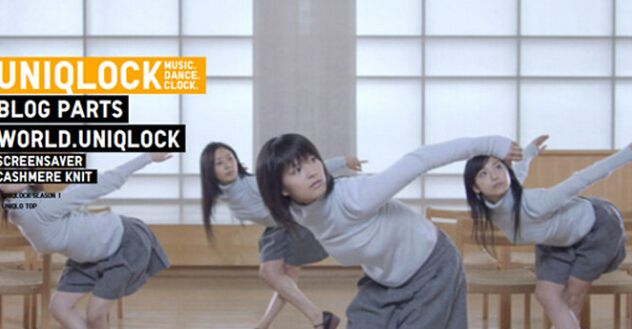 UNIQLOCK MUSIC.
DANCE.
CLOCK.
BLOG PARTS
WORLD.UNIQLOCK
SCREENSAVER
CASHMERE KNIT
UNIQLOCK SEASON 1
UNIQLO TOP